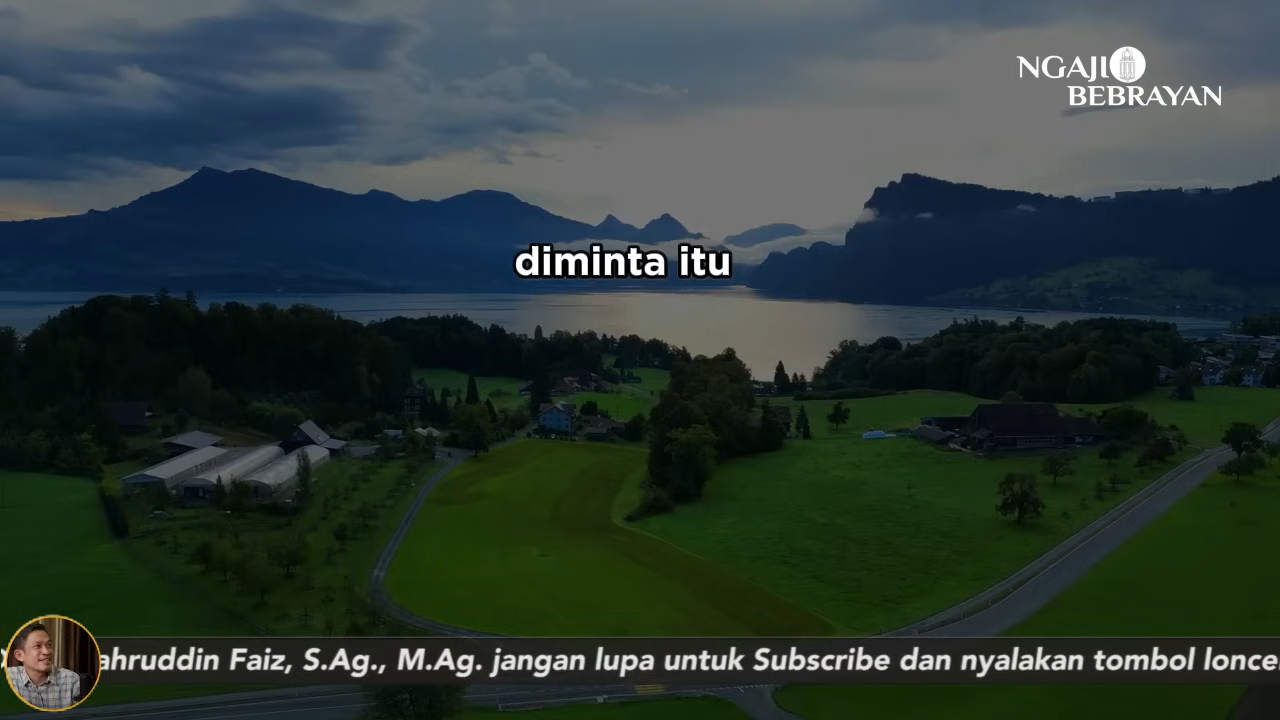 NGAJI
BEBRAYAN
diminta itu
ahruddin Faiz, S.Ag., M.Ag. jangan lupa untuk Subscribe dan nyalakan tombol lonce